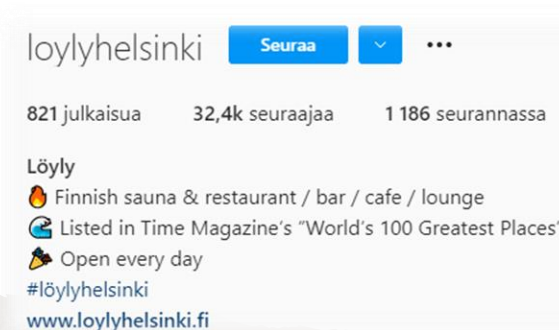 loylyhelsinki Seuraa
821 julkaisua 32,4k seuraajaa 1 186 seurannassa
Löyly
🔥 Finnish sauna & restaurant / bar / cafe / lounge
🌊 Listed in Time Magazine's "World's 100 Greatest Places"
🎉 Open every day
#löylyhelsinki
www.loylyhelsinki.fi